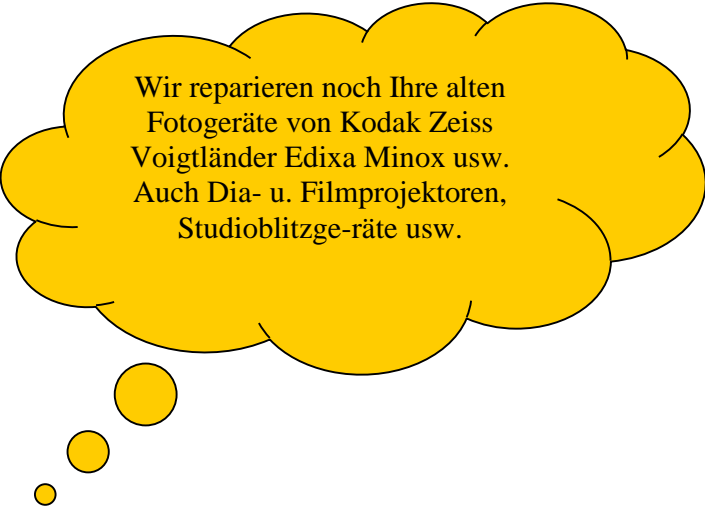 Wir reparieren noch Ihre alten
Fotogeräte von Kodak Zeiss
Voigtländer Edixa Minox usw.
Auch Dia- u. Filmprojektoren,
Studioblitzge-räte usw.